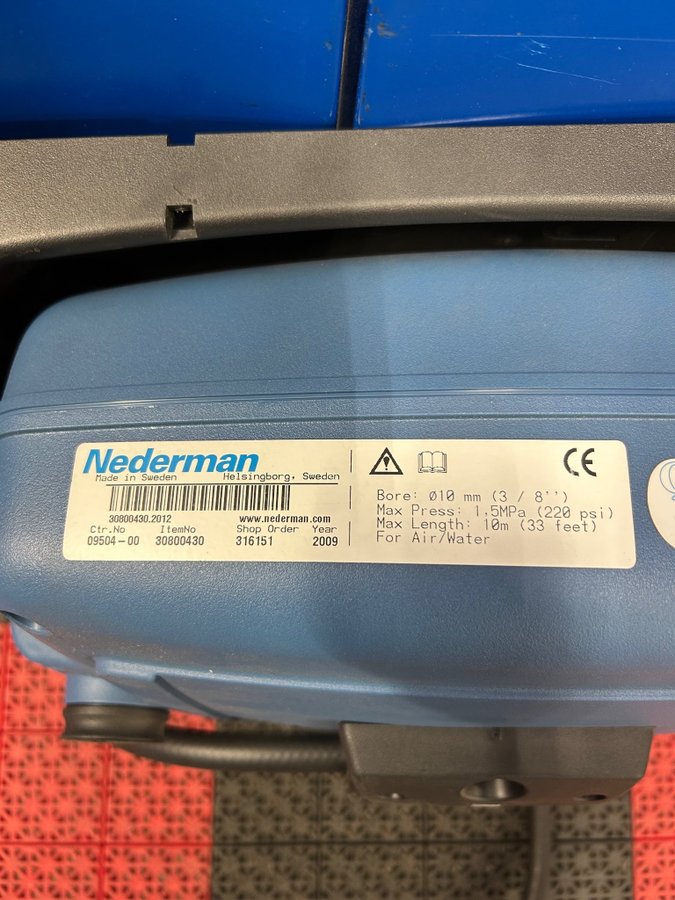 Nederman
Made in Sweden Helsingborg, Sweden
30800430.2012 www.nederman.com
Ctr.No ItemNo Shop Order Year
09504-00 30800430 316151 2009
CE
Bore: Ø10 mm (3 / 8'')
Max Press: 1,5MPa (220 psi)
Max Length: 10m (33 feet)
For Air/Water